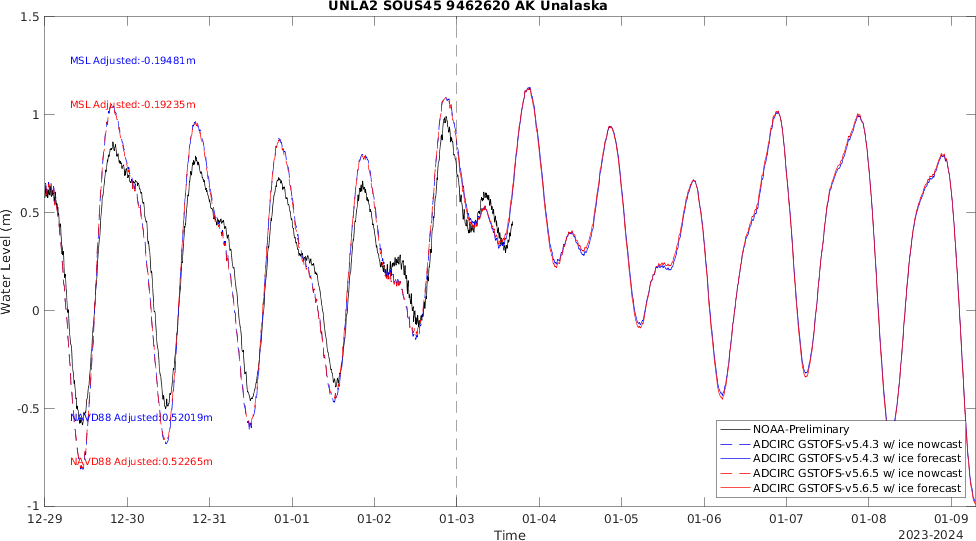 UNLA2 SOUS45 9462620 AK Unalaska
1.5
MSL Adjusted:-0.19481m
MSL Adjusted:-0.19235m
1
0.5
Water Level (m)
0
-0.5
NAVD88 Adjusted:0.52019m
NAVD88 Adjusted:0.52265m
NOAA-Preliminary
ADCIRC GSTOFS-v5.4.3 w/ ice nowcast
ADCIRC GSTOFS-v5.4.3 w/ ice forecast
ADCIRC GSTOFS-v5.6.5 w/ ice nowcast
ADCIRC GSTOFS-v5.6.5 w/ ice forecast
-1
12-29 12-30 12-31 01-01 01-02 01-03 01-04 01-05 01-06 01-07 01-08 01-09
Time
2023-2024